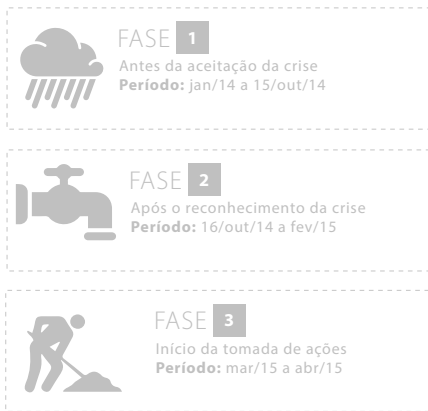 FASE 1
Antes da aceitação da crise
Período: jan/14 a 15/out/14
FASE 2
Após o reconhecimento da crise
Período: 16/out/14 a fev/15
FASE 3
Início da tomada de ações
Período: mar/15 a abr/15